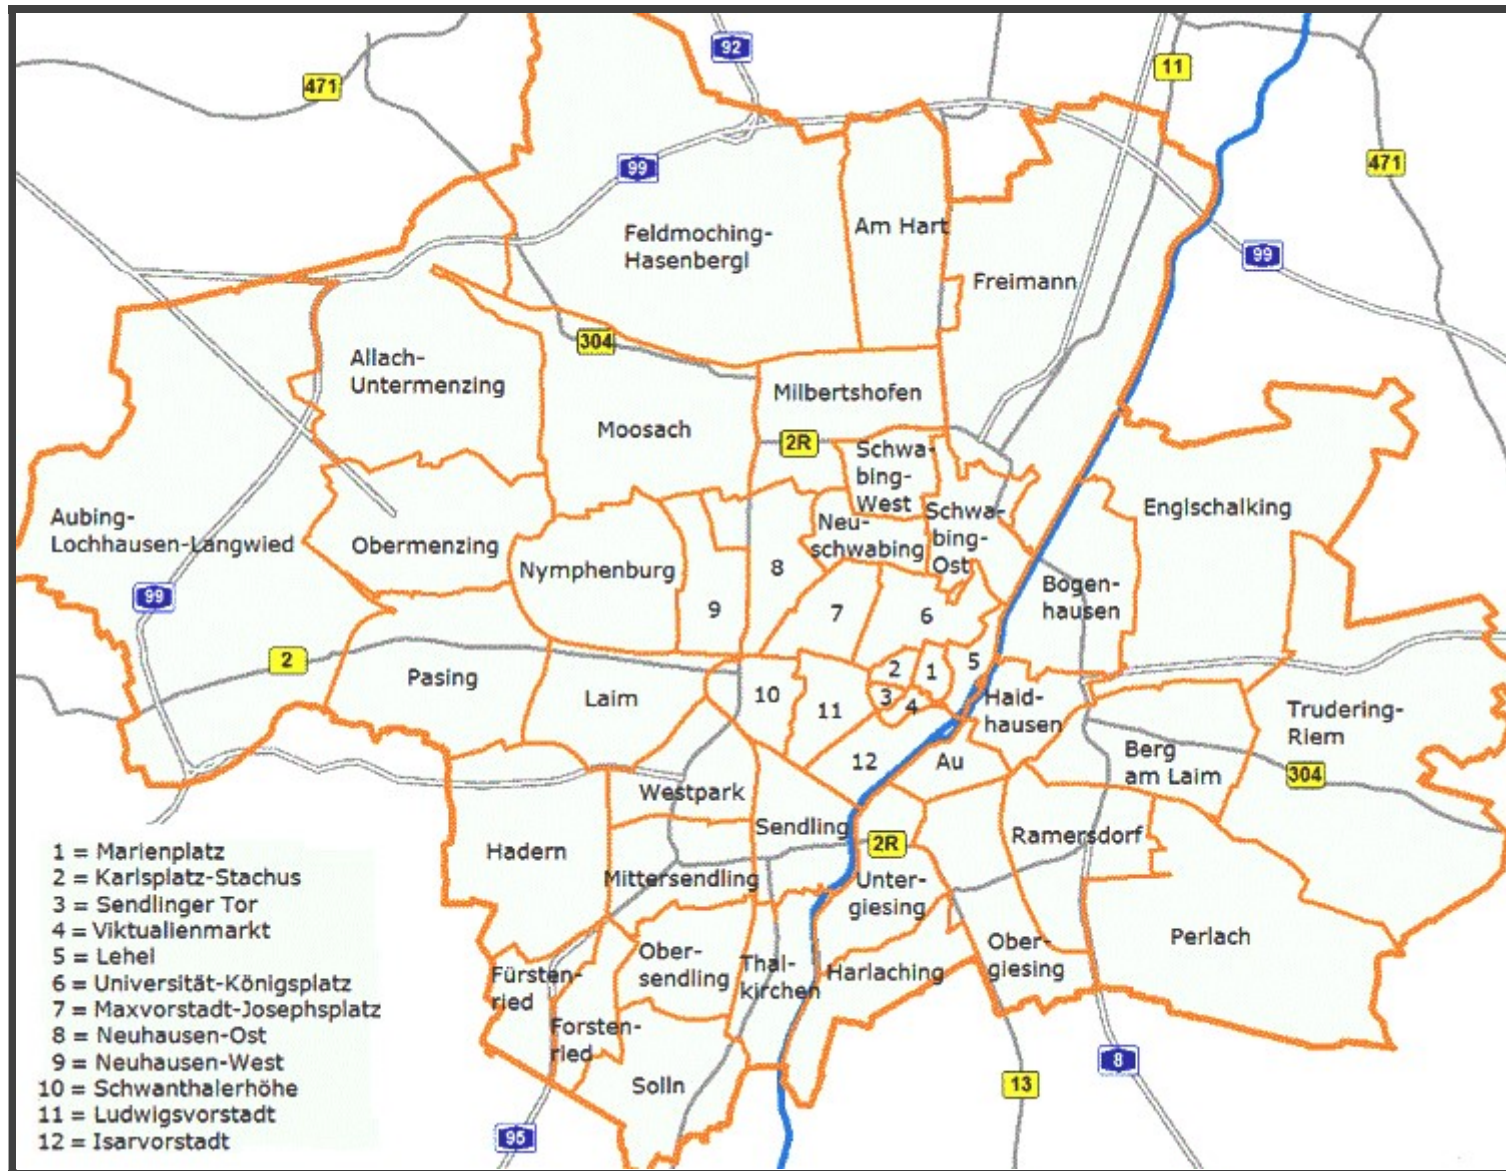 92
11
471
99
471
Am Hart
Feldmoching-
Hasenbergl
99
Freimann
304
Allach-
Untermenzing
Milbertshofen
Moosach
2R
Schwa-
bing-
West
Englschalking
Aubing-
Lochhausen-Langwied
Obermenzing
Neu-
schwabing
Schwa-
bing-
Ost
Nymphenburg
8
Bogen-
hausen
99
9
7
6
2
Pasing
Laim
10
11
2
1
5
3
4
Haid-
hausen
Trudering-
Riem
12
Au
Berg
am Laim
304
Westpark
Sendling
2R
Ramersdorf
Hadern
Mittersendling
Unter-
giesing
Perlach
Ober-
sendling
Thal-
kirchen
Harlaching
Ober-
giesing
Fürsten-
ried
Forsten-
ried
Solln
8
13
95
1 = Marienplatz
2 = Karlsplatz-Stachus
3 = Sendlinger Tor
4 = Viktualienmarkt
5 = Lehel
6 = Universität-Königsplatz
7 = Maxvorstadt-Josephsplatz
8 = Neuhausen-Ost
9 = Neuhausen-West
10 = Schwanthalerhöhe
11 = Ludwigsvorstadt
12 = Isarvorstadt